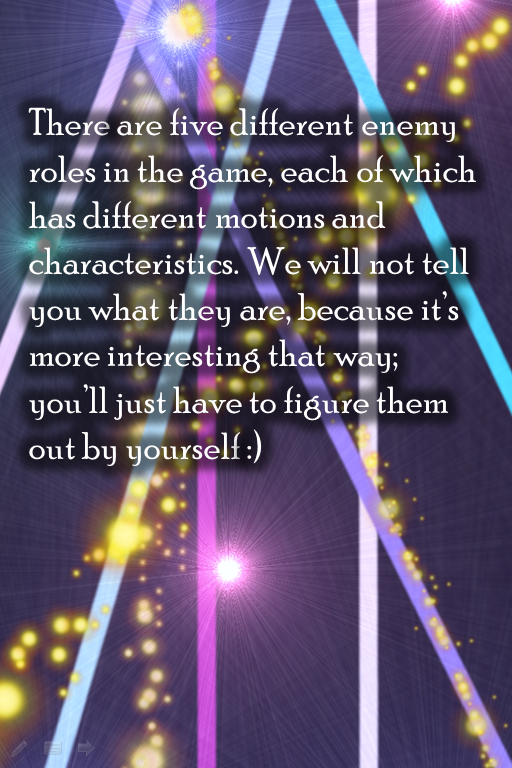 There are five different enemy
roles in the game, each of which
has different motions and
characteristics. We will not tell
you what they are, because it's
more interesting that way;
you'll just have to figure them
out by yourself :)